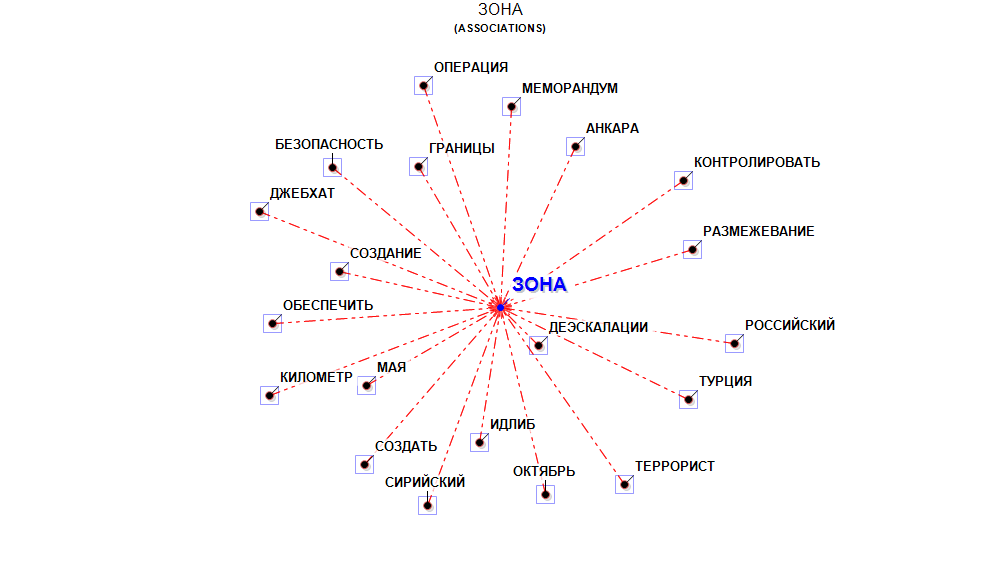 ЗОНА
(ASSOCIATIONS)
ОПЕРАЦИЯ
МЕМОРАНДУМ
АНКАРА
БЕЗОПАСНОСТЬ
ГРАНИЦЫ
КОНТРОЛИРОВАТЬ
ДЖЕБХАТ
РАЗМЕЖЕВАНИЕ
СОЗДАНИЕ
ЗОНА
ОБЕСПЕЧИТЬ
ДЕЭСКАЛАЦИИ
РОССИЙСКИЙ
КИЛОМЕТР
МАЯ
ТУРЦИЯ
ИДЛИБ
СОЗДАТЬ
ТЕРРОРИСТ
ОКТЯБРЬ
СИРИЙСКИЙ